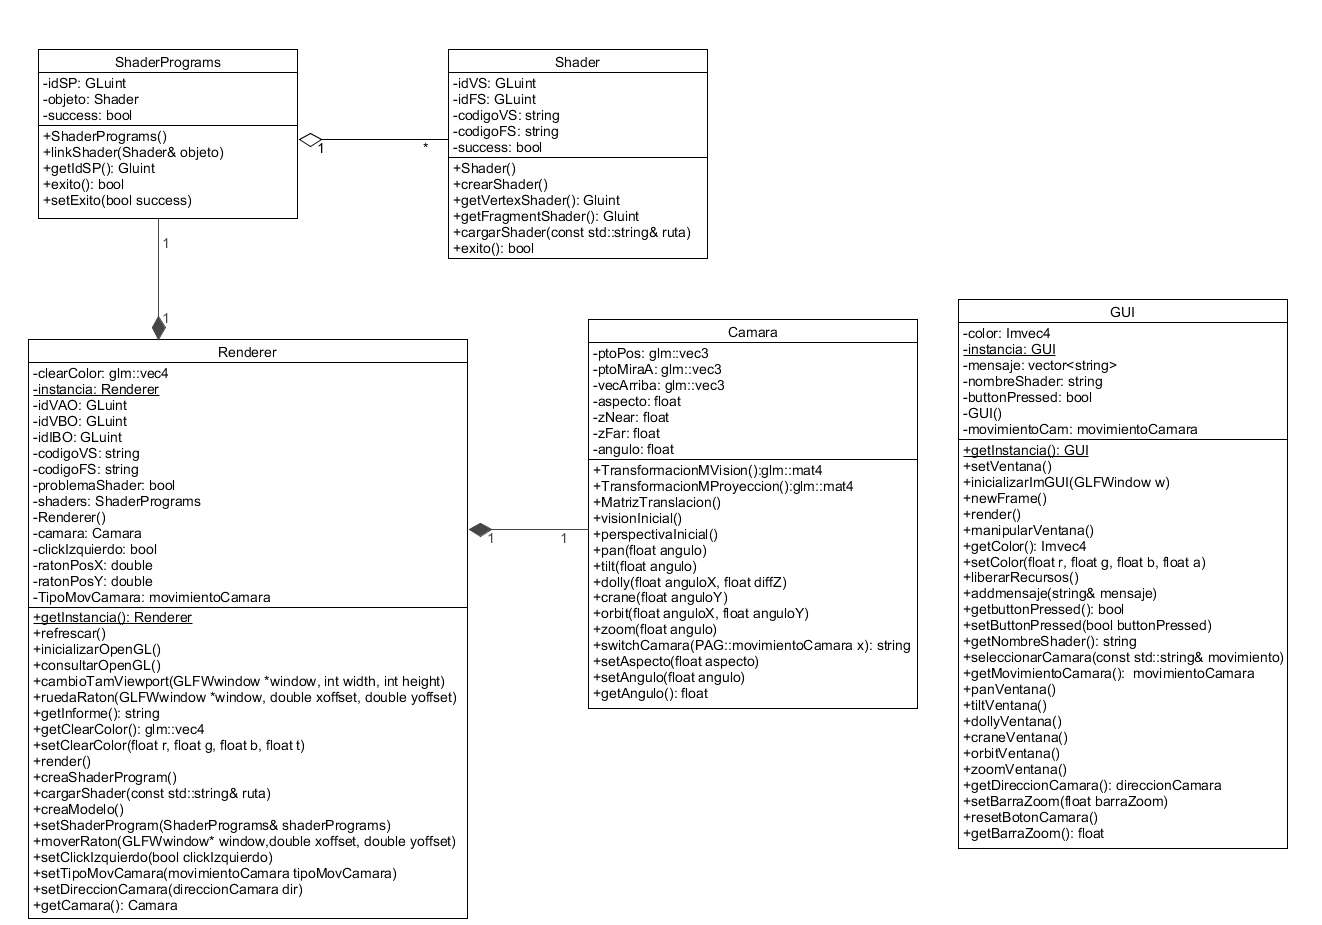 ShaderPrograms
-idSP: GLuint
-objeto: Shader
-success: bool
+ShaderPrograms()
+linkShader(Shader& objeto)
+getIdSP(): Gluint
+exito(): bool
+setExito(bool success)
1
*
Shader
-idVS: GLuint
-idFS: GLuint
-codigoVS: string
-codigoFS: string
-success: bool
+Shader()
+crearShader()
+getVertexShader(): Gluint
+getFragmentShader(): Gluint
+cargarShader(const std::string& ruta)
+exito(): bool
1
1
Renderer
-clearColor: glm::vec4
-instancia: Renderer
-idVAO: GLuint
-idVBO: GLuint
-idIBO: GLuint
-codigoVS: string
-codigoFS: string
-problemaShader: bool
-shaders: ShaderPrograms
-Renderer()
-camara: Camara
-clickIzquierdo: bool
-ratonPosX: double
-ratonPosY: double
-TipoMovCamara: movimientoCamara
+getInstancia(): Renderer
+refrescar()
+inicializarOpenGL()
+consultarOpenGL()
+cambioTamViewport(GLFWwindow *window, int width, int height)
+ruedaRaton(GLFWwindow *window, double xoffset, double yoffset)
+getInforme(): string
+getClearColor(): glm::vec4
+setClearColor(float r, float g, float b, float t)
+render()
+creaShaderProgram()
+cargarShader(const std::string& ruta)
+creaModelo()
+setShaderProgram(ShaderPrograms& shaderPrograms)
+moverRaton(GLFWwindow* window,double xoffset, double yoffset)
+setClickIzquierdo(bool clickIzquierdo)
+setTipoMovCamara(movimientoCamara tipoMovCamara)
+setDireccionCamara(direccionCamara dir)
+getCamara(): Camara
1
1
Camara
-ptoPos: glm::vec3
-ptoMiraA: glm::vec3
-vecArriba: glm::vec3
-aspecto: float
-zNear: float
-zFar: float
-angulo: float
+TransformacionMVision():glm::mat4
+TransformacionMProyeccion():glm::mat4
+MatrizTranslacion()
+visionInicial()
+perspectivaInicial()
+pan(float angulo)
+tilt(float angulo)
+dolly(float anguloX, float diffZ)
+crane(float anguloY)
+orbit(float anguloX, float anguloY)
+zoom(float angulo)
+switchCamara(PAG::movimientoCamara x): string
+setAspecto(float aspecto)
+setAngulo(float angulo)
+getAngulo(): float
GUI
-color: Imvec4
-instancia: GUI
-mensaje: vector<string>
-nombreShader: string
-buttonPressed: bool
-GUI()
-movimientoCam: movimientoCamara
+getInstancia(): GUI
+setVentana()
+inicializarImGUI(GLFWindow w)
+newFrame()
+render()
+manipularVentana()
+getColor(): Imvec4
+setColor(float r, float g, float b, float a)
+liberarRecursos()
+addmensaje(string& mensaje)
+getbuttonPressed(): bool
+setButtonPressed(bool buttonPressed)
+getNombreShader(): string
+seleccionarCamara(const std::string& movimiento)
+getMovimientoCamara(): movimientoCamara
+panVentana()
+tiltVentana()
+dollyVentana()
+craneVentana()
+orbitVentana()
+zoomVentana()
+getDireccionCamara(): direccionCamara
+setBarraZoom(float barraZoom)
+resetBotonCamara()
+getBarraZoom(): float